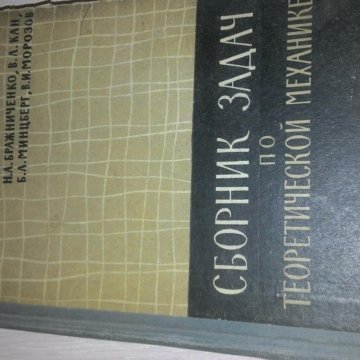 Н.А. БРАЖНИЧЕНКО, В.Л. КАН,
Б.Л. МИНЦБЕРГ, В.И. МОРОЗОВ
СБОРНИК ЗАДАЧ
ПО
ТЕОРЕТИЧЕСКОЙ МЕХАНИКЕ